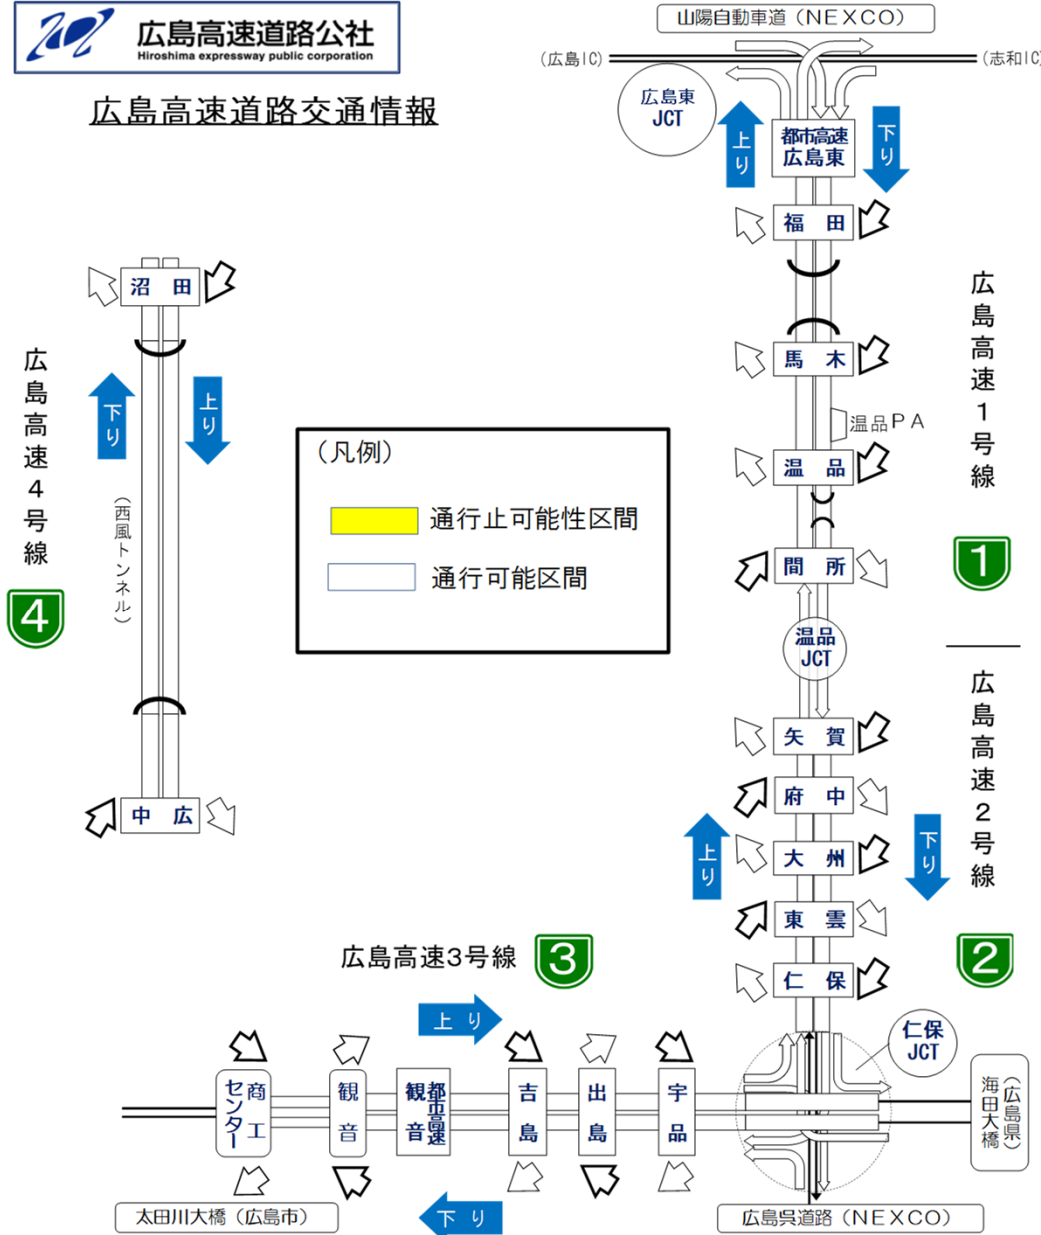 広島高速道路公社
Hiroshima expressway public corporation
広島高速道路交通情報
山陽自動車道（NEXCO）
（広島IC）
（志和IC）
広島東
JCT
上り
下り
都市高速
広島東
福田
馬木
温品PA
温品
間所
温品
JCT
矢賀
府中
大州
東雲
仁保
上り
下り
広島高速1号線
1
広島高速2号線
2
沼田
広島高速4号線
4
下り
上り
（西風トンネル）
中広
（凡例）
通行止可能性区間
通行可能区間
広島高速3号線
3
上り
商工
センター
観音
都市高速
観音
吉島
出島
宇品
仁保
JCT
（広島県）
海田大橋
太田川大橋（広島市）
下り
広島呉道路（NEXCO）